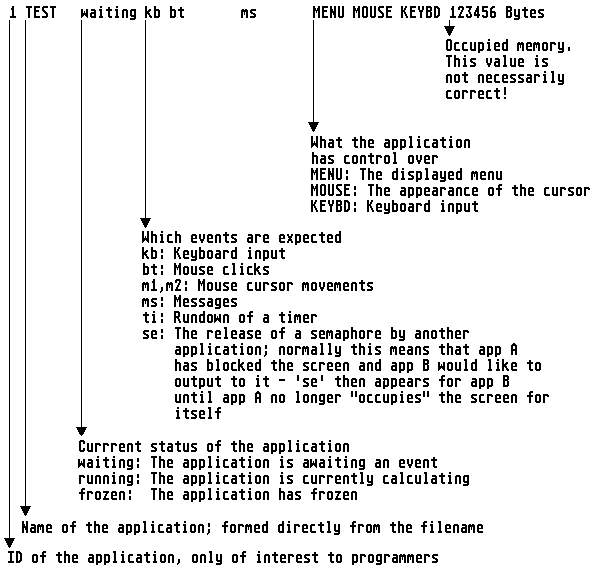 1 TEST waiting kb bt ms MENU MOUSE KEYBD 123456 Bytes
Occupied memory.
This value is
not necessarily
correct!
What the application
has control over
MENU: The displayed menu
MOUSE: The appearance of the cursor
KEYBD: Keyboard input
Which events are expected
kb: Keyboard input
bt: Mouse clicks
m1,m2: Mouse cursor movements
ms: Messages
ti: Rundown of a timer
se: The release of a semaphore by another
application; normally this means that app A
has blocked the screen and app B would like to
output to it - 'se' then appears for app B
until app A no longer "occupies" the screen for
itself
Currrent status of the application
waiting: The application is awaiting an event
running: The application is currently calculating
frozen: The application has frozen
Name of the application; formed directly from the filename
ID of the application, only of interest to programmers